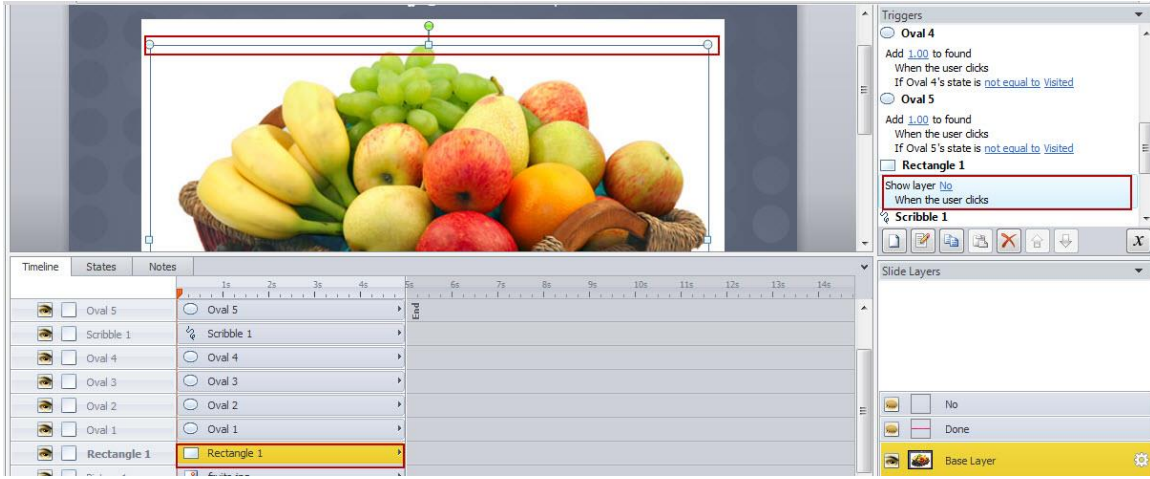 Triggers
Oval 4
Add 1.00 to found
When the user clicks
If Oval 4's state is not equal to Visited
Oval 5
Add 1.00 to found
When the user clicks
If Oval 5's state is not equal to Visited
Rectangle 1
Show layer No
When the user clicks
Scribble 1
x
Timeline States Notes
1s 2s 3s 4s 5s 6s 7s 8s 9s 10s 11s 12s 13s 14s
Oval 5 Oval 5 End
Scribble 1 Scribble 1
Oval 4 Oval 4
Oval 3 Oval 3
Oval 2 Oval 2
Oval 1 Oval 1
Rectangle 1 Rectangle 1
Slide Layers
No
Done
Base Layer